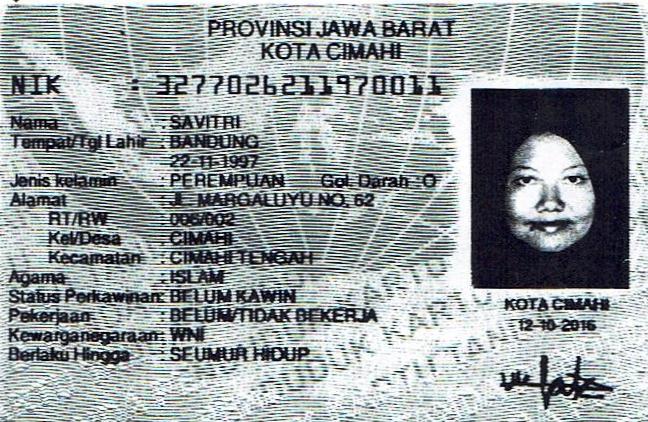 PROVINSI JAWA BARAT
KOTA CIMAHI
NIK : 3277026211970011
Nama : SAVITRI
Tempat/Tgl Lahir : BANDUNG
22-11-1997
Jenis kelamin : PEREMPUAN Gol. Darah : O
Alamat : JL. MARGALUYU NO. 62
RT/RW : 006/002
Kel/Desa : CIMAHI
Kecamatan : CIMAHI TENGAH
Agama : ISLAM
Status Perkawinan: BELUM KAWIN
Pekerjaan : BELUM/TIDAK BEKERJA
Kewarganegaraan: WNI
Berlaku Hingga : SEUMUR HIDUP
KOTA CIMAHI
12-10-2016